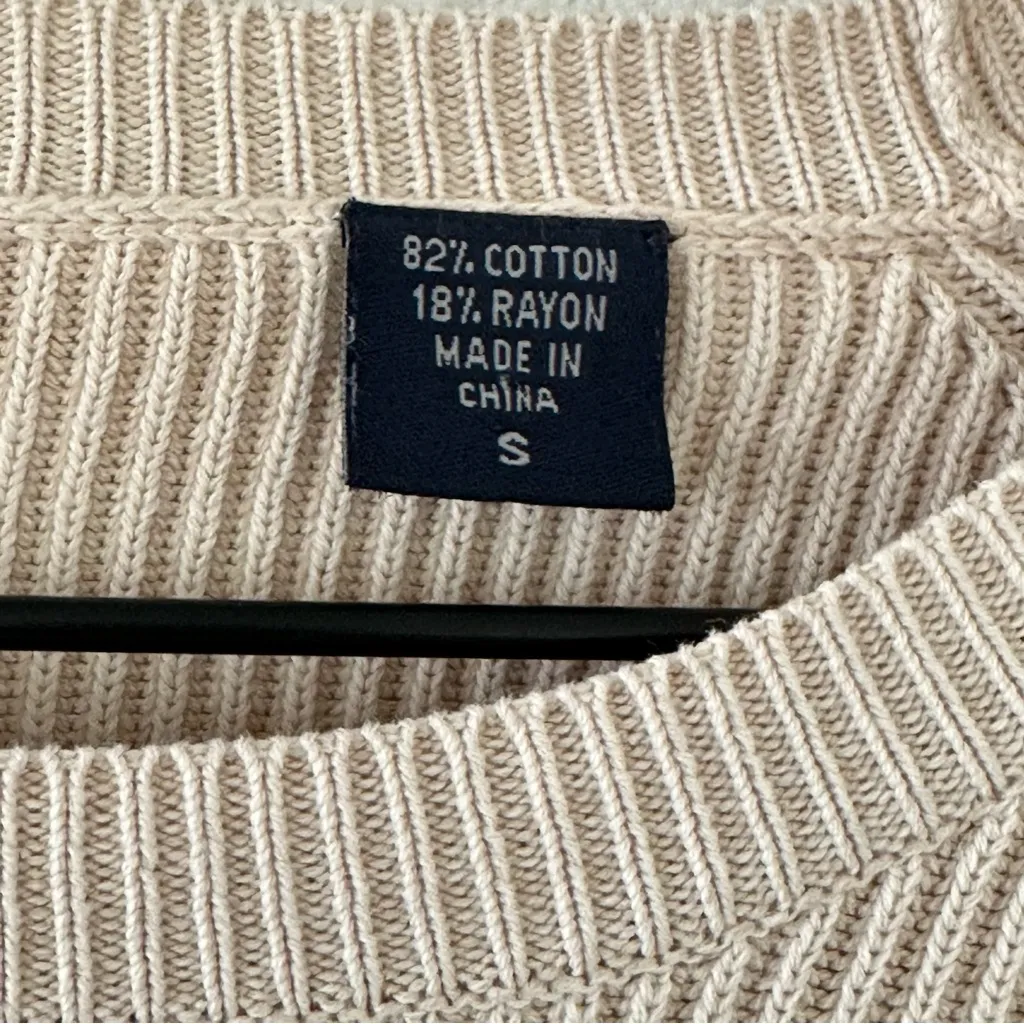 82% COTTON
18% RAYON
MADE IN
CHINA
S